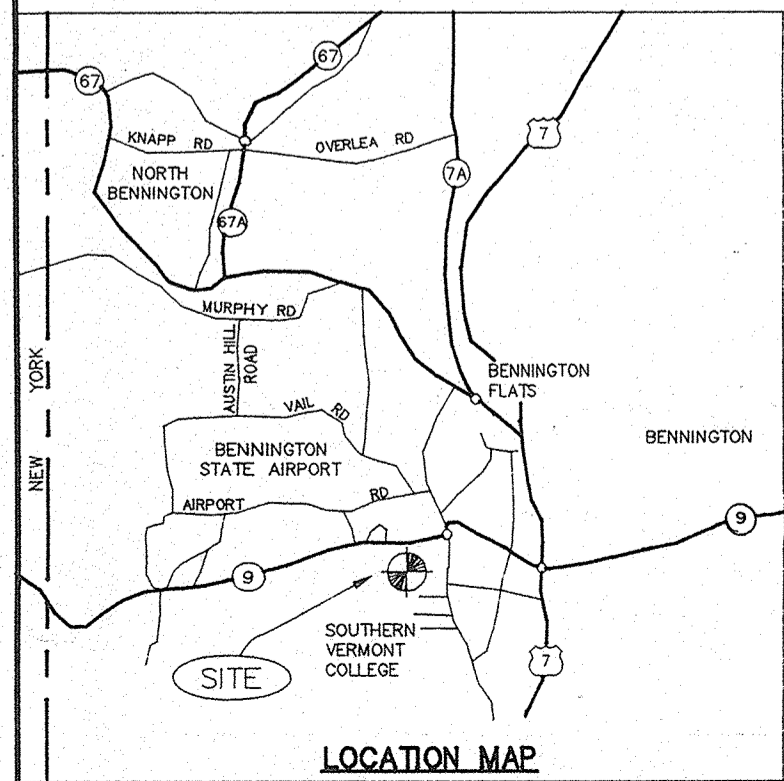 67
67
KNAPP RD
OVERLEA RD
7
7A
NORTH
BENNINGTON
67A
MURPHY RD
NEW YORK
AUSTIN HILL
ROAD
VAIL RD
BENNINGTON
FLATS
BENNINGTON
BENNINGTON
STATE AIRPORT
AIRPORT RD
9
9
SOUTHERN
VERMONT
COLLEGE
SITE
7
LOCATION MAP